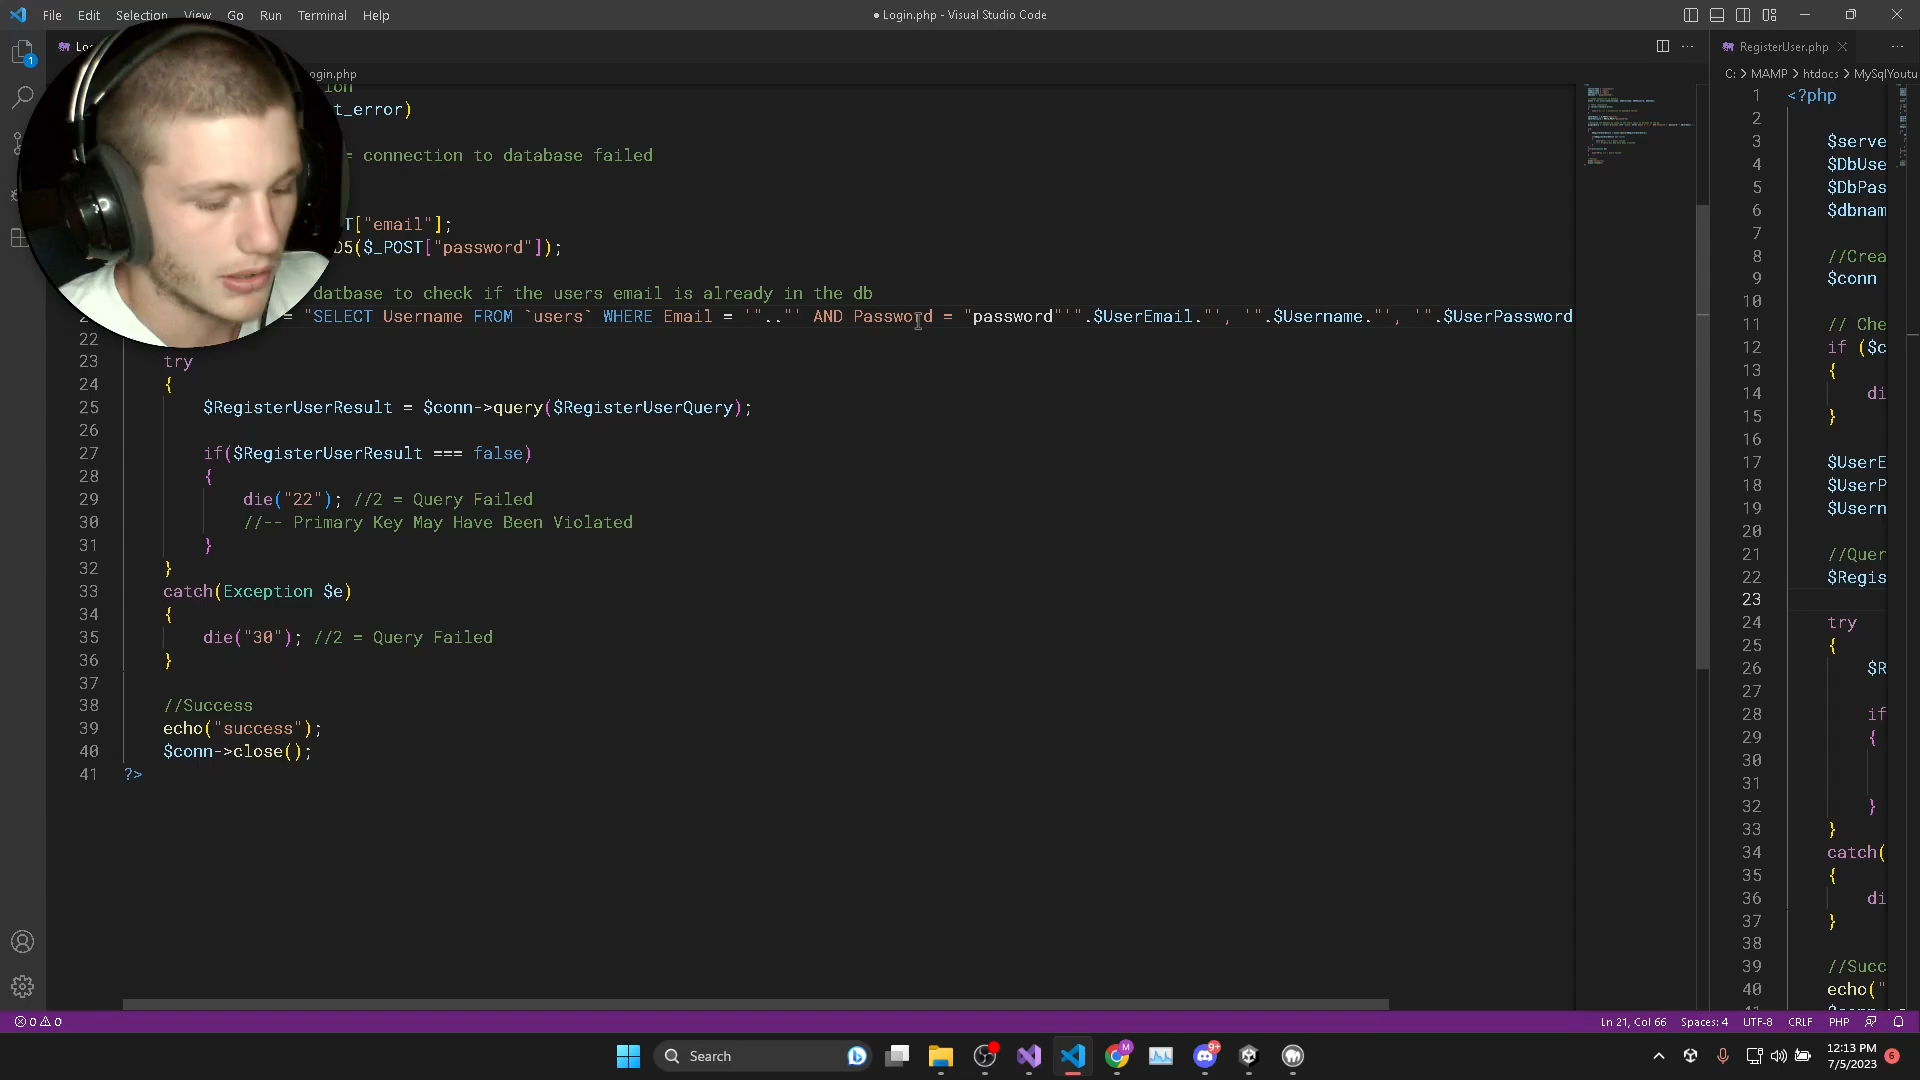 File Edit Selection View Go Run Terminal Help
● Login.php - Visual Studio Code
RegisterUser.php
ogin.php
C: > MAMP > htdocs > MySqlYoutu
t_error)
= connection to database failed
T["email"];
D5($_POST["password"]);
datbase to check if the users email is already in the db
= "SELECT Username FROM `users` WHERE Email = '".."' AND Password = "password"'".$UserEmail."', '".$Username."', '".$UserPassword
22
23 try
24 {
25 $RegisterUserResult = $conn->query($RegisterUserQuery);
26
27 if($RegisterUserResult === false)
28 {
29 die("22"); //2 = Query Failed
30 //-- Primary Key May Have Been Violated
31 }
32 }
33 catch(Exception $e)
34 {
35 die("30"); //2 = Query Failed
36 }
37
38 //Success
39 echo("success");
40 $conn->close();
41 ?>
1 <?php
2
3 $serve
4 $DbUse
5 $DbPas
6 $dbnam
7
8 //Crea
9 $conn
10
11 // Che
12 if ($c
13 {
14 di
15 }
16
17 $UserE
18 $UserP
19 $Usern
20
21 //Quer
22 $Regis
23
24 try
25 {
26 $R
27
28 if
29 {
30
31
32 }
33 }
34 catch(
35 {
36 di
37 }
38
39 //Succ
40 echo("
0 0
Ln 21, Col 66 Spaces: 4 UTF-8 CRLF PHP
Search
12:13 PM
7/5/2023
6